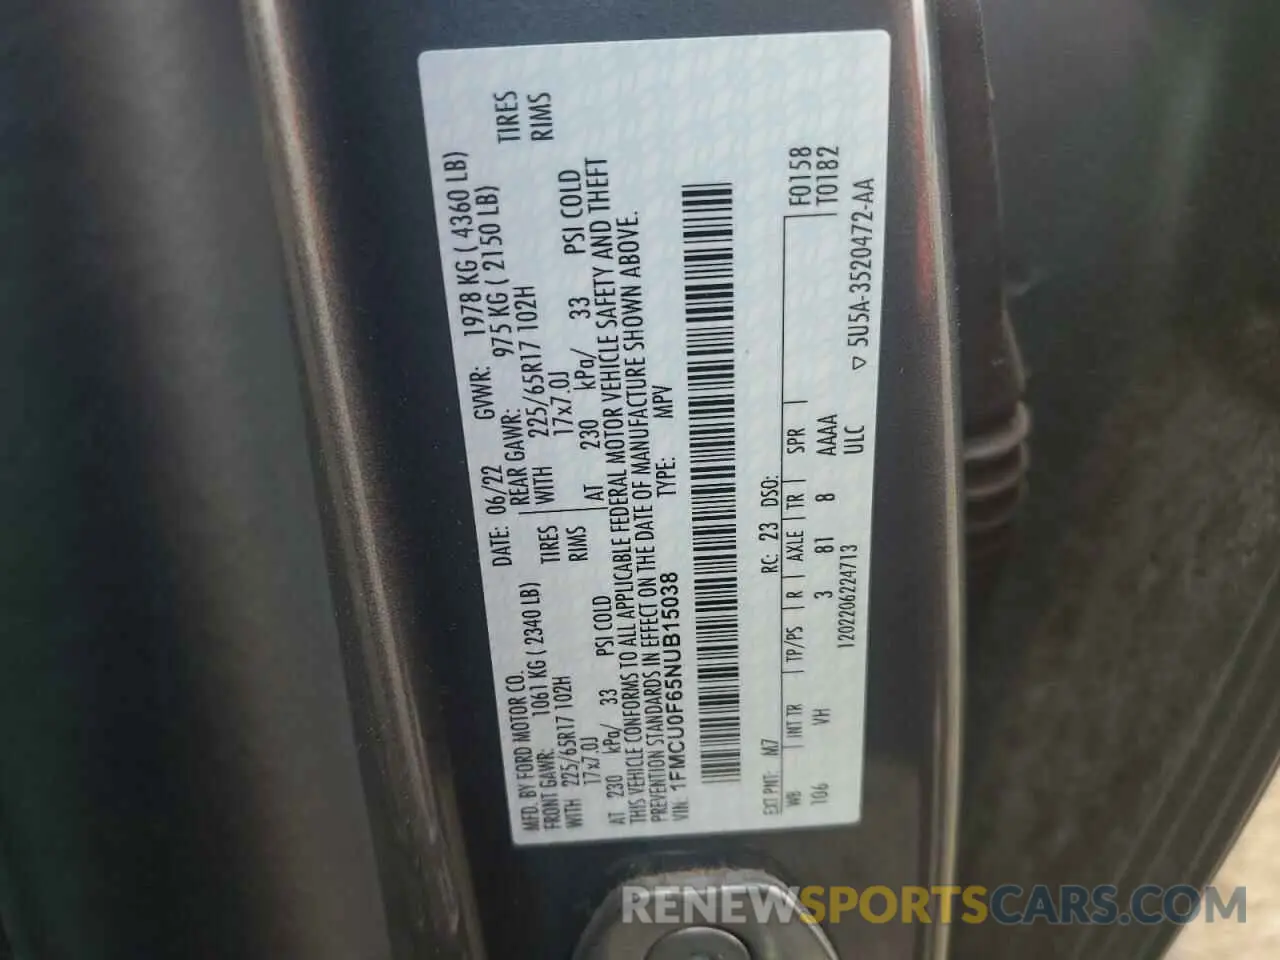 MFD. BY FORD MOTOR CO.
DATE: 06/22 GVWR: 1978 KG ( 4360 LB)
FRONT GAWR: 1061 KG ( 2340 LB) REAR GAWR: 975 KG ( 2150 LB)
WITH 225/65R17 102H TIRES WITH 225/65R17 102H TIRES
17x7.0J RIMS 17x7.0J RIMS
AT 230 kPa/ 33 PSI COLD AT 230 kPa/ 33 PSI COLD
THIS VEHICLE CONFORMS TO ALL APPLICABLE FEDERAL MOTOR VEHICLE SAFETY AND THEFT
PREVENTION STANDARDS IN EFFECT ON THE DATE OF MANUFACTURE SHOWN ABOVE.
VIN: 1FMCU0F65NUB15038 TYPE: MPV
EXT PNT: M7 RC: 23 DSO: F0158
WB INT TR TP/PS R AXLE TR SPR T0182
106 VH 3 81 8 AAAA
ULC
1202206224713 ▽ 5U5A-3520472-AA
RENEWSPORTSCARS.COM